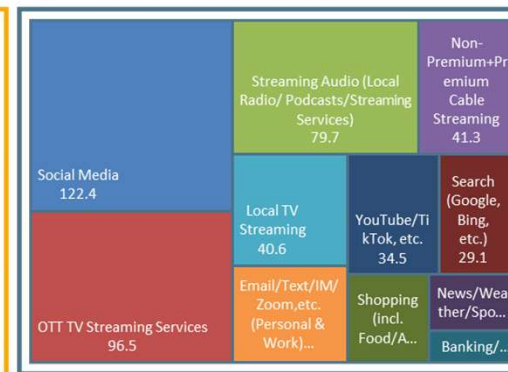 Social Media
122.4
OTT TV Streaming Services
96.5
Streaming Audio (Local
Radio/ Podcasts/Streaming
Services)
79.7
Non-
Premium+Pr
emium
Cable
Streaming
41.3
Local TV
Streaming
40.6
YouTube/Ti
kTok, etc.
34.5
Search
(Google,
Bing,
etc.)
29.1
Email/Text/IM/
Zoom,etc.
(Personal &
Work)...
Shopping
(incl.
Food/A...
News/Wea
ther/Spo...
Banking/...